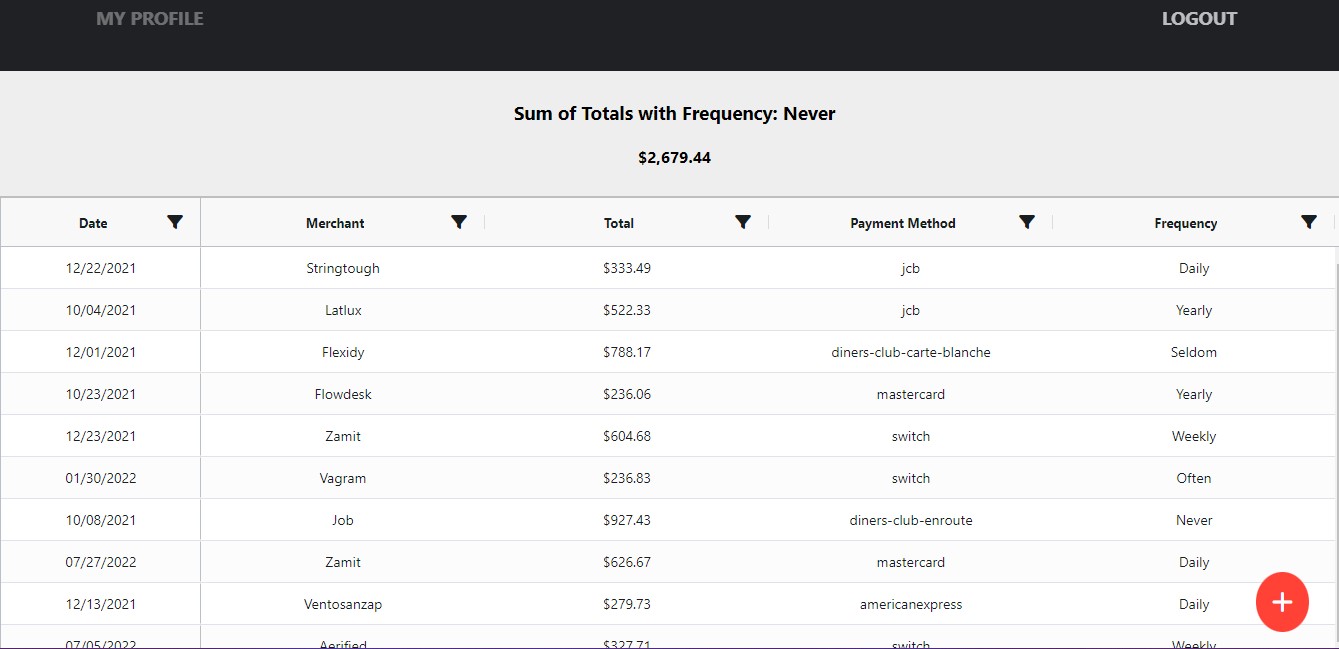 MY PROFILE LOGOUT
Sum of Totals with Frequency: Never
$2,679.44
Date Merchant Total Payment Method Frequency
12/22/2021 Stringtough $333.49 jcb Daily
10/04/2021 Latlux $522.33 jcb Yearly
12/01/2021 Flexidy $788.17 diners-club-carte-blanche Seldom
10/23/2021 Flowdesk $236.06 mastercard Yearly
12/23/2021 Zamit $604.68 switch Weekly
01/30/2022 Vagram $236.83 switch Often
10/08/2021 Job $927.43 diners-club-enroute Never
07/27/2022 Zamit $626.67 mastercard Daily
12/13/2021 Ventosanzap $279.73 americanexpress Daily
07/05/2022 Aerified $327.71 switch Weekly